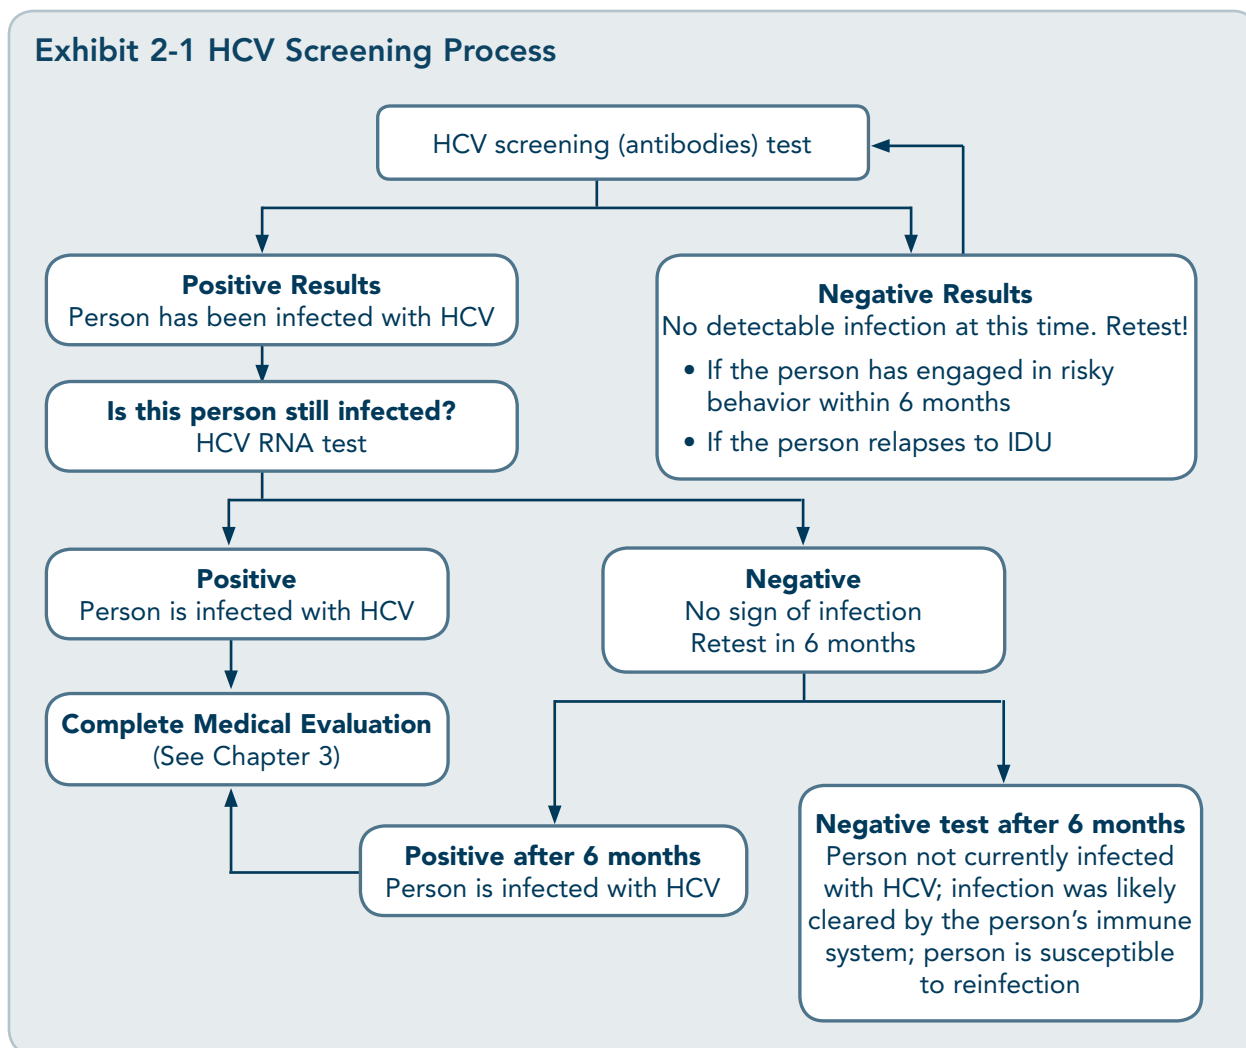 Exhibit 2-1 HCV Screening Process
HCV screening (antibodies) test
Positive Results
Person has been infected with HCV
Negative Results
No detectable infection at this time. Retest!
• If the person has engaged in risky
behavior within 6 months
• If the person relapses to IDU
Is this person still infected?
HCV RNA test
Positive
Person is infected with HCV
Negative
No sign of infection
Retest in 6 months
Complete Medical Evaluation
(See Chapter 3)
Positive after 6 months
Person is infected with HCV
Negative test after 6 months
Person not currently infected
with HCV; infection was likely
cleared by the person’s immune
system; person is susceptible
to reinfection